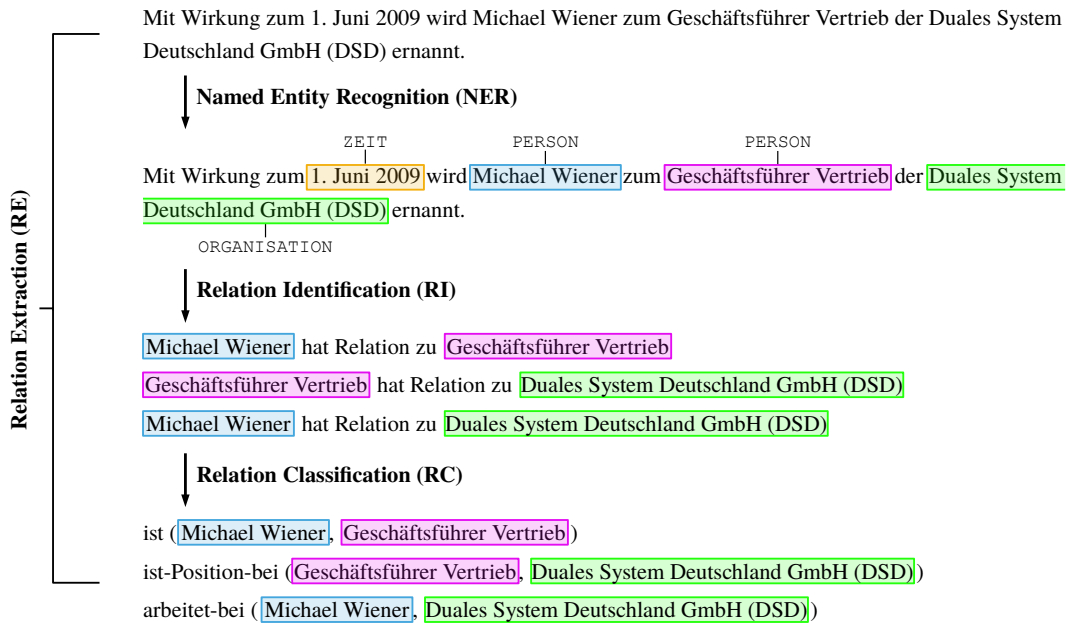 Mit Wirkung zum 1. Juni 2009 wird Michael Wiener zum Geschäftsführer Vertrieb der Duales System
Deutschland GmbH (DSD) ernannt.
Named Entity Recognition (NER)
ZEIT PERSON PERSON
Mit Wirkung zum 1. Juni 2009 wird Michael Wiener zum Geschäftsführer Vertrieb der Duales System
Deutschland GmbH (DSD) ernannt.
ORGANISATION
Relation Identification (RI)
Michael Wiener hat Relation zu Geschäftsführer Vertrieb
Geschäftsführer Vertrieb hat Relation zu Duales System Deutschland GmbH (DSD)
Michael Wiener hat Relation zu Duales System Deutschland GmbH (DSD)
Relation Classification (RC)
ist ( Michael Wiener, Geschäftsführer Vertrieb )
ist-Position-bei ( Geschäftsführer Vertrieb, Duales System Deutschland GmbH (DSD) )
arbeitet-bei ( Michael Wiener, Duales System Deutschland GmbH (DSD) )
Relation Extraction (RE)